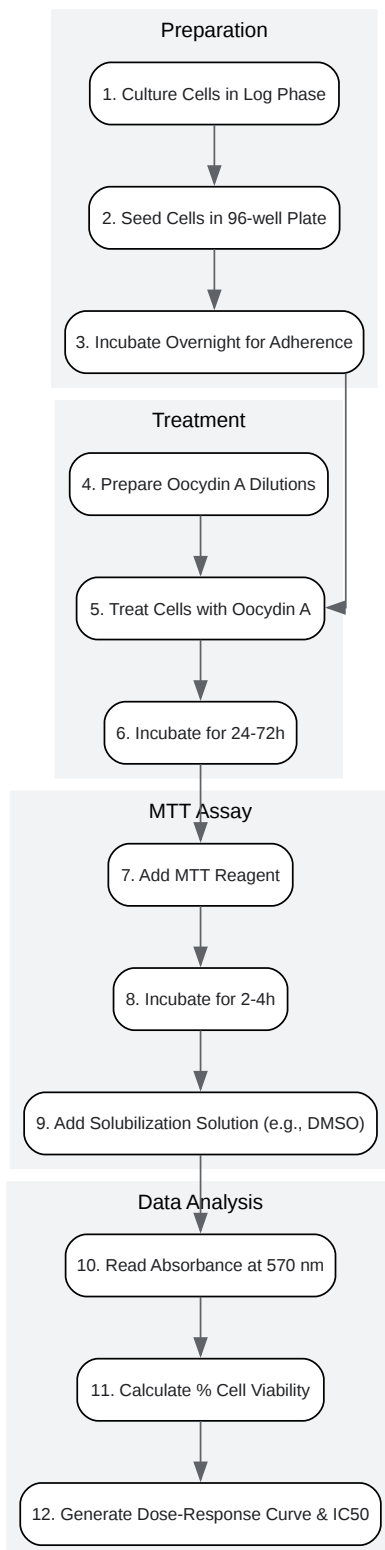 Preparation
1. Culture Cells in Log Phase
2. Seed Cells in 96-well Plate
3. Incubate Overnight for Adherence
Treatment
4. Prepare Oocydin A Dilutions
5. Treat Cells with Oocydin A
6. Incubate for 24-72h
MTT Assay
7. Add MTT Reagent
8. Incubate for 2-4h
9. Add Solubilization Solution (e.g., DMSO)
Data Analysis
10. Read Absorbance at 570 nm
11. Calculate % Cell Viability
12. Generate Dose-Response Curve & IC50